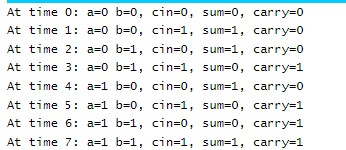 At time 0: a=0 b=0, cin=0, sum=0, carry=0
At time 1: a=0 b=0, cin=1, sum=1, carry=0
At time 2: a=0 b=1, cin=0, sum=1, carry=0
At time 3: a=0 b=1, cin=1, sum=0, carry=1
At time 4: a=1 b=0, cin=0, sum=1, carry=0
At time 5: a=1 b=0, cin=1, sum=0, carry=1
At time 6: a=1 b=1, cin=0, sum=0, carry=1
At time 7: a=1 b=1, cin=1, sum=1, carry=1